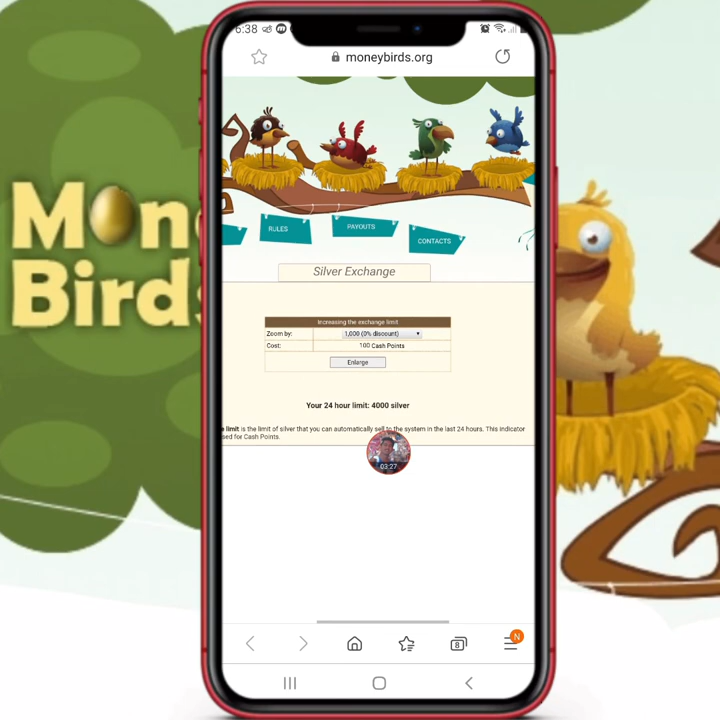 6:38
moneybirds.org
Mon
Birds
RULES
PAYOUTS
CONTACTS
Silver Exchange
Increasing the exchange limit
Zoom by: 1,000 (0% discount)
Cost: 100 Cash Points
Enlarge
Your 24 hour limit: 4000 silver
limit is the limit of silver that you can automatically sell to the system in the last 24 hours. This indicator
sed for Cash Points.
03:27
N
8